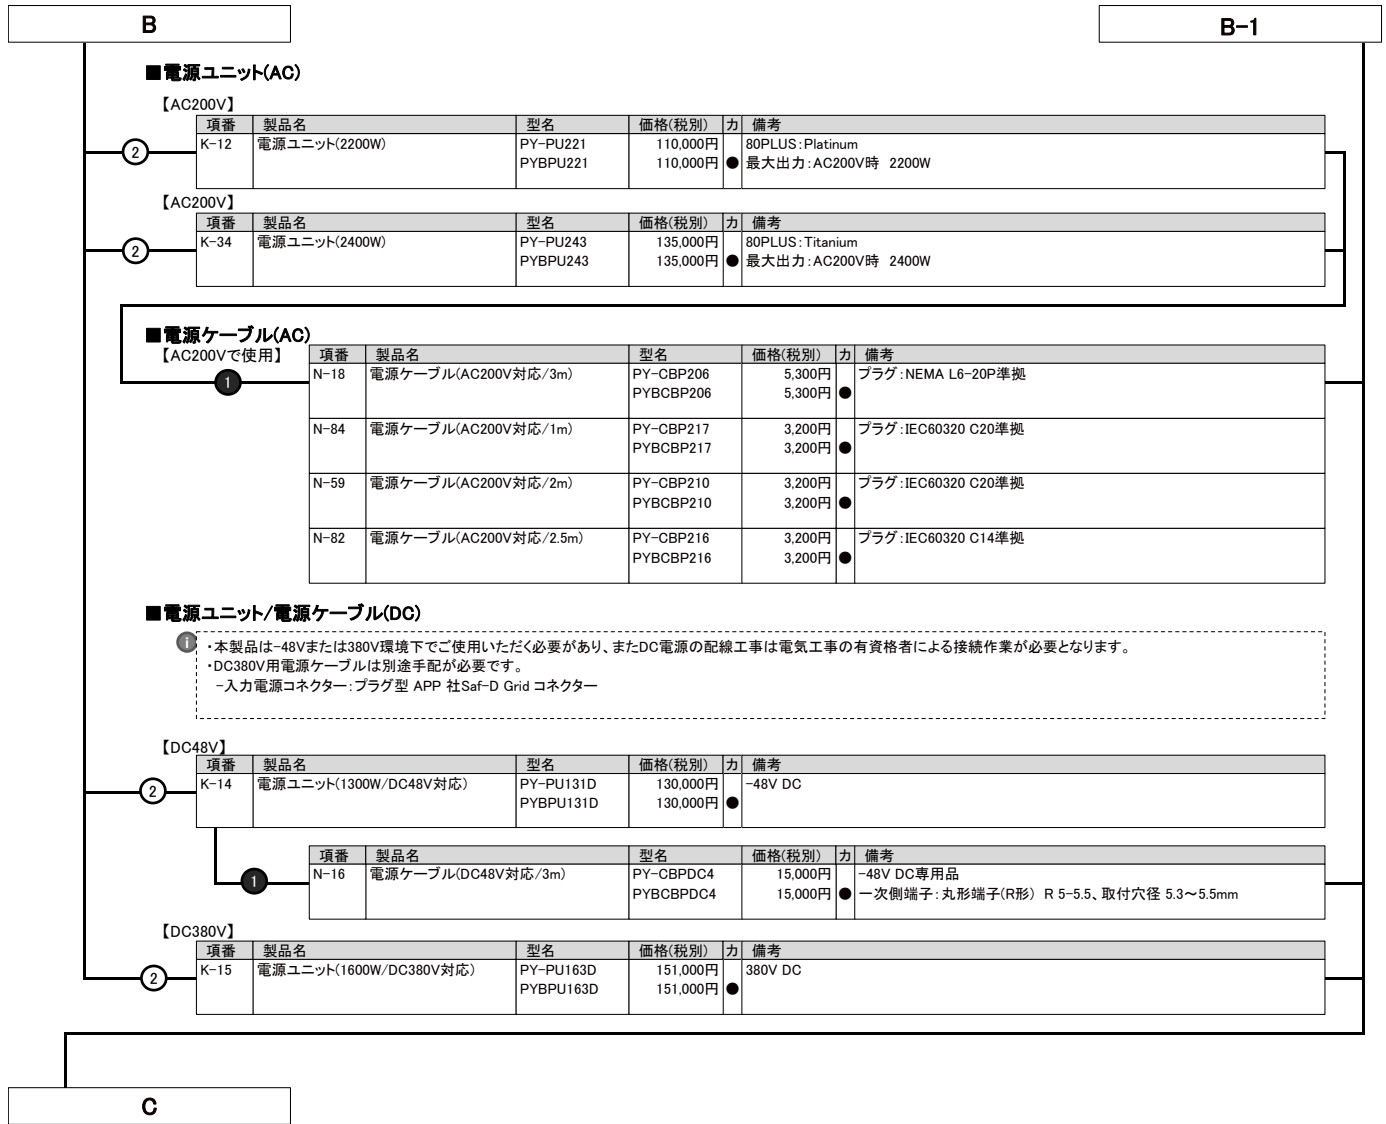 B
B-1
■電源ユニット(AC)
【AC200V】
項番 製品名 型名 価格(税別) カ 備考
② K-12 電源ユニット(2200W) PY-PU221 110,000円 80PLUS:Platinum
PYBPU221 110,000円 ● 最大出力:AC200V時 2200W
【AC200V】
項番 製品名 型名 価格(税別) カ 備考
② K-34 電源ユニット(2400W) PY-PU243 135,000円 80PLUS:Titanium
PYBPU243 135,000円 ● 最大出力:AC200V時 2400W
■電源ケーブル(AC)
【AC200Vで使用】 項番 製品名 型名 価格(税別) カ 備考
❶ N-18 電源ケーブル(AC200V対応/3m) PY-CBP206 5,300円 プラグ:NEMA L6-20P準拠
PYBCBP206 5,300円 ●
N-84 電源ケーブル(AC200V対応/1m) PY-CBP217 3,200円 プラグ:IEC60320 C20準拠
PYBCBP217 3,200円 ●
N-59 電源ケーブル(AC200V対応/2m) PY-CBP210 3,200円 プラグ:IEC60320 C20準拠
PYBCBP210 3,200円 ●
N-82 電源ケーブル(AC200V対応/2.5m) PY-CBP216 3,200円 プラグ:IEC60320 C14準拠
PYBCBP216 3,200円 ●
■電源ユニット/電源ケーブル(DC)
i ・本製品は-48Vまたは380V環境下でご使用いただく必要があり、またDC電源の配線工事は電気工事の有資格者による接続作業が必要となります。
・DC380V用電源ケーブルは別途手配が必要です。
-入力電源コネクター:プラグ型 APP 社Saf-D Grid コネクター
【DC48V】
項番 製品名 型名 価格(税別) カ 備考
② K-14 電源ユニット(1300W/DC48V対応) PY-PU131D 130,000円 -48V DC
PYBPU131D 130,000円 ●
項番 製品名 型名 価格(税別) カ 備考
❶ N-16 電源ケーブル(DC48V対応/3m) PY-CBPDC4 15,000円 -48V DC専用品
PYBCBPDC4 15,000円 ● 一次側端子:丸形端子(R形) R 5-5.5、取付穴径 5.3~5.5mm
【DC380V】
項番 製品名 型名 価格(税別) カ 備考
② K-15 電源ユニット(1600W/DC380V対応) PY-PU163D 151,000円 380V DC
PYBPU163D 151,000円 ●
C